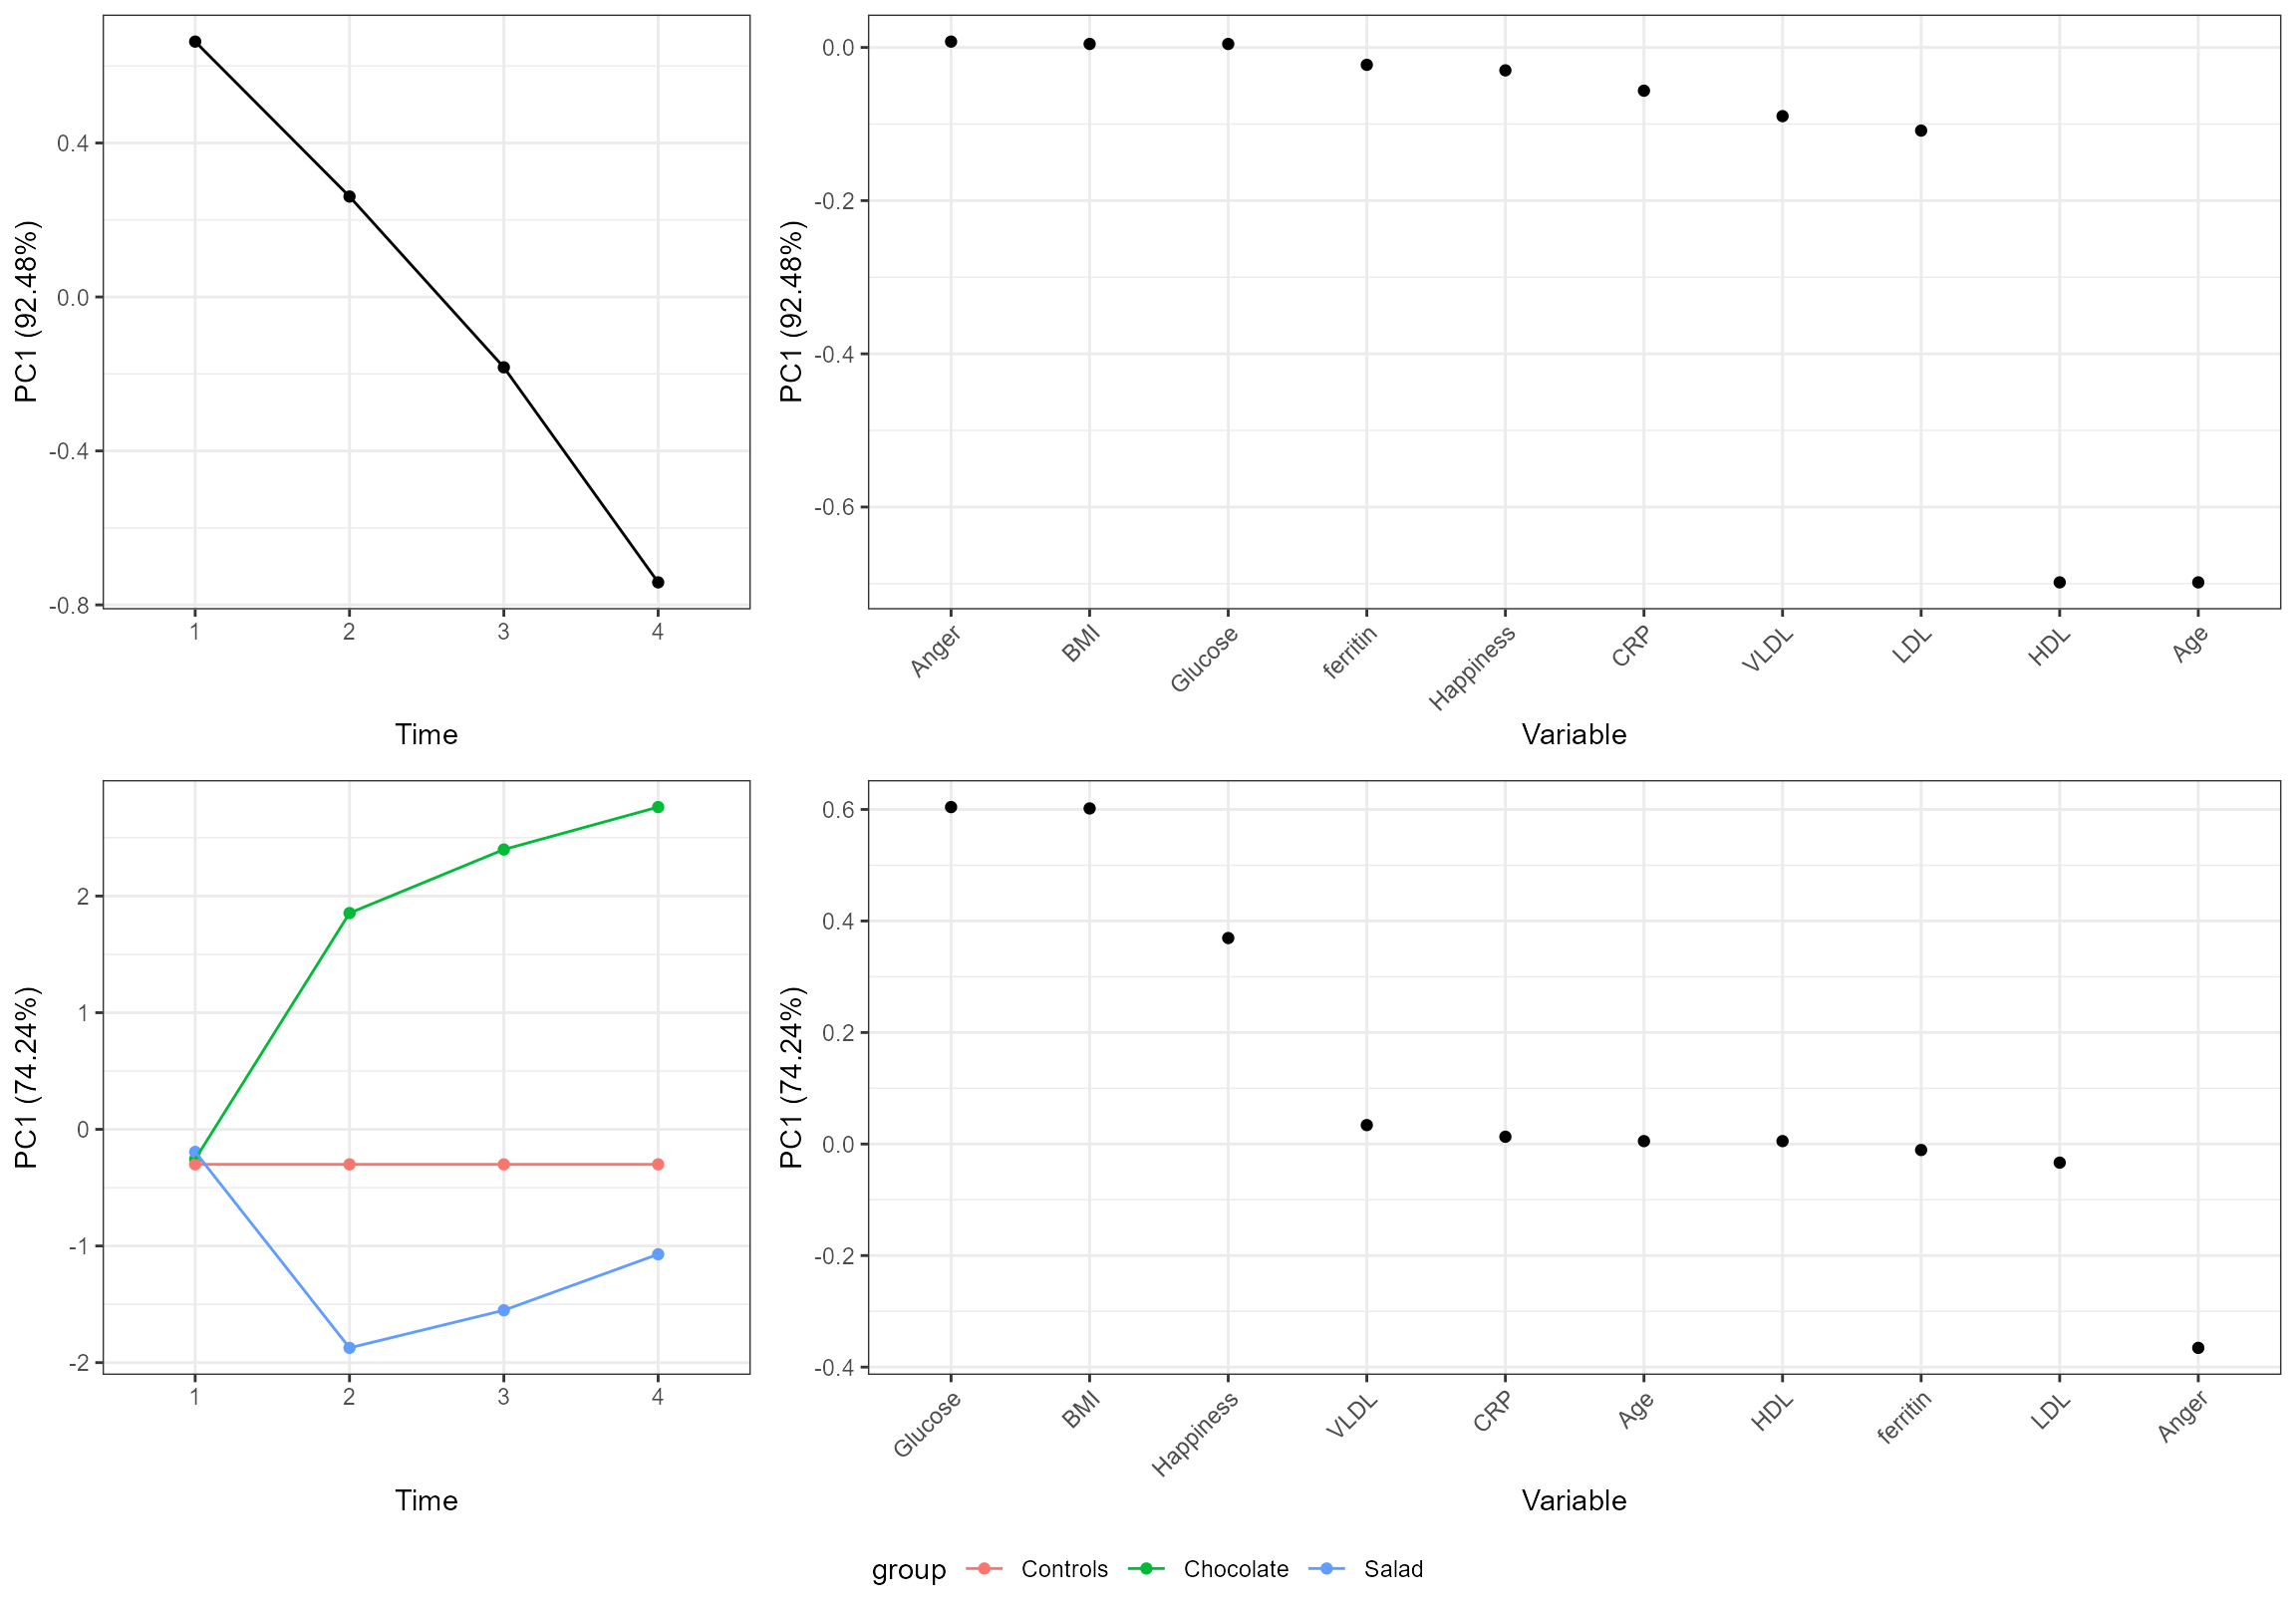 PC1 (92.48%)
0.4
0.0
-0.4
-0.8
1 2 3 4
Time
PC1 (92.48%)
0.0
-0.2
-0.4
-0.6
Anger BMI Glucose ferritin Happiness CRP VLDL LDL HDL Age
Variable
PC1 (74.24%)
2
1
0
-1
-2
1 2 3 4
Time
PC1 (74.24%)
0.6
0.4
0.2
0.0
-0.2
-0.4
Glucose BMI Happiness VLDL CRP Age HDL ferritin LDL Anger
Variable
group Controls Chocolate Salad